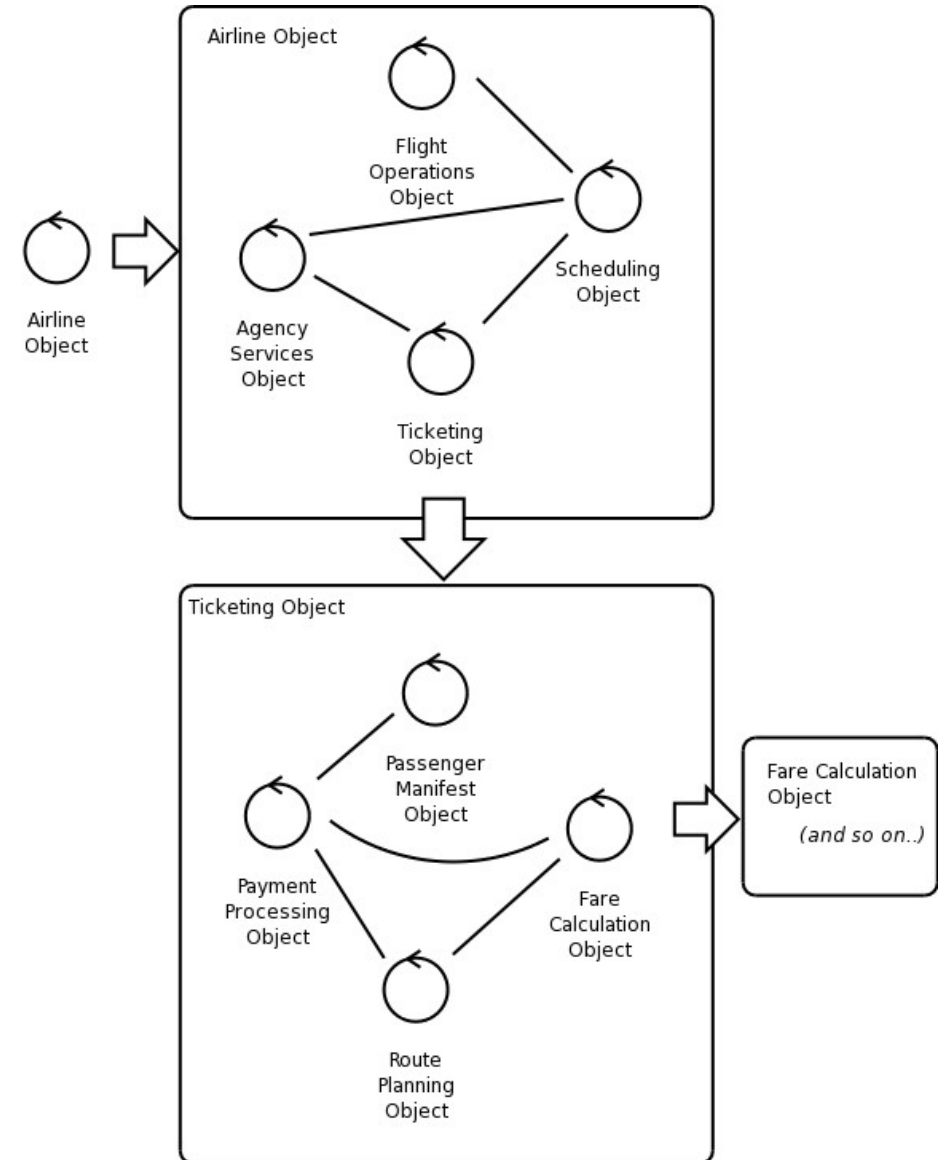 Airline Object
Flight
Operations
Object
Scheduling
Object
Airline
Object
Agency
Services
Object
Ticketing
Object
Ticketing Object
Passenger
Manifest
Object
Fare Calculation
Object
(and so on..)
Payment
Processing
Object
Fare
Calculation
Object
Route
Planning
Object